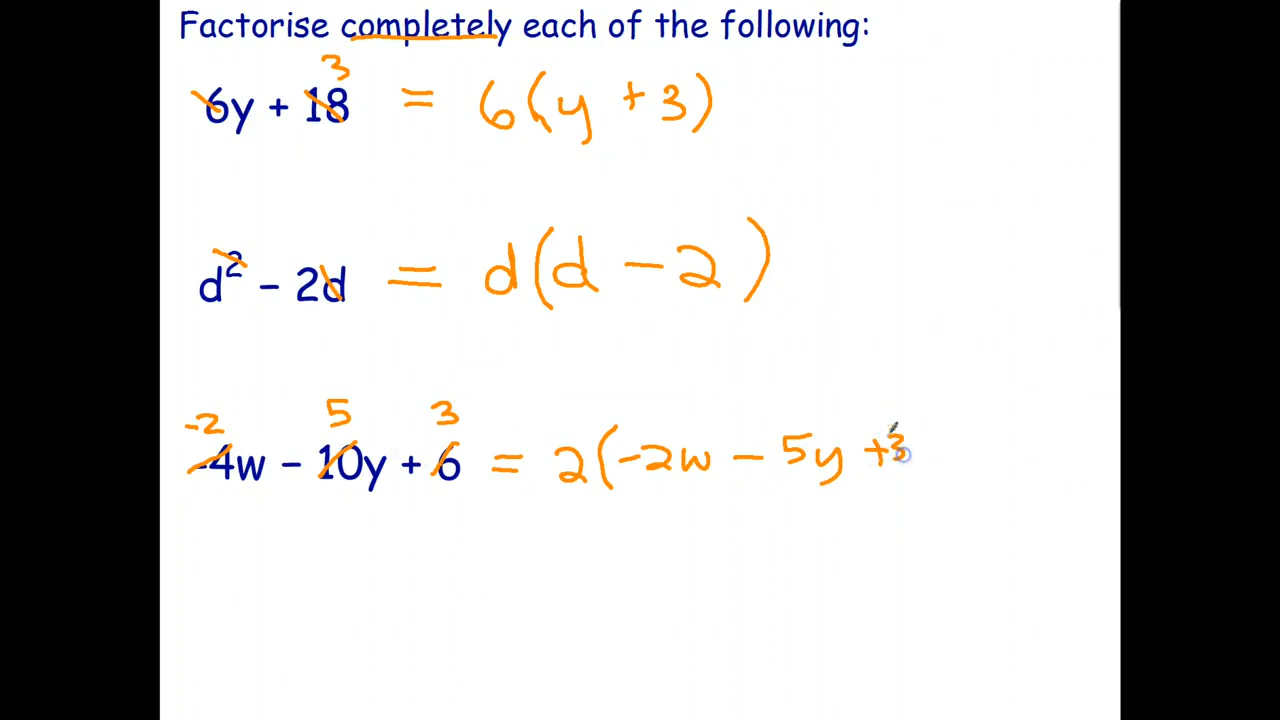 Factorise completely each of the following:
3
6y + 18 = 6(y + 3)
d² - 2d = d(d - 2)
-2 5 3
-4w - 10y + 6 = 2(-2w - 5y + 3